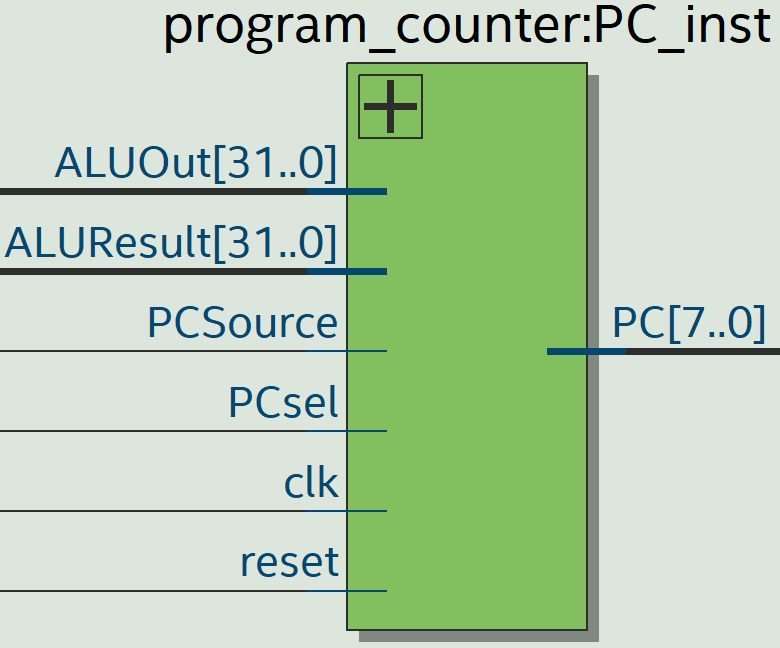 program_counter:PC_inst
ALUOut[31..0]
ALUResult[31..0]
PCSource
PC[7..0]
PCsel
clk
reset